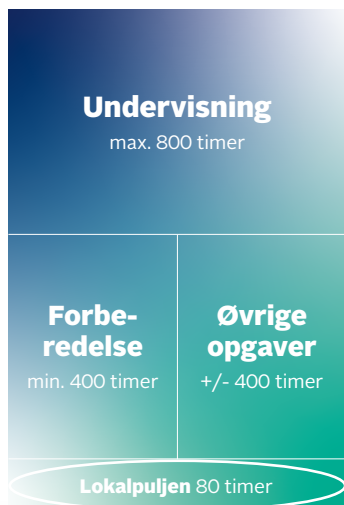 Undervisning
max. 800 timer
Forbe-
redelse
min. 400 timer
Øvrige
opgaver
+/- 400 timer
Lokalpuljen 80 timer